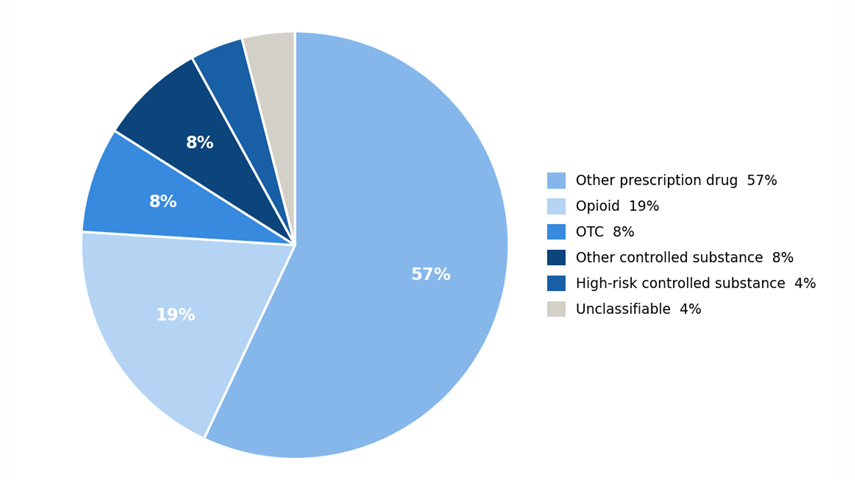 8%
8%
57%
19%
Other prescription drug 57%
Opioid 19%
OTC 8%
Other controlled substance 8%
High-risk controlled substance 4%
Unclassifiable 4%